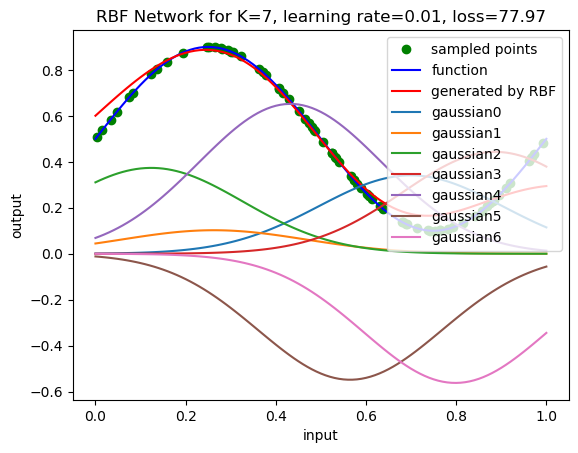 RBF Network for K=7, learning rate=0.01, loss=77.97
sampled points
function
generated by RBF
gaussian0
gaussian1
gaussian2
gaussian3
gaussian4
gaussian5
gaussian6
output
0.8
0.6
0.4
0.2
0.0
−0.2
−0.4
−0.6
0.0 0.2 0.4 0.6 0.8 1.0
input